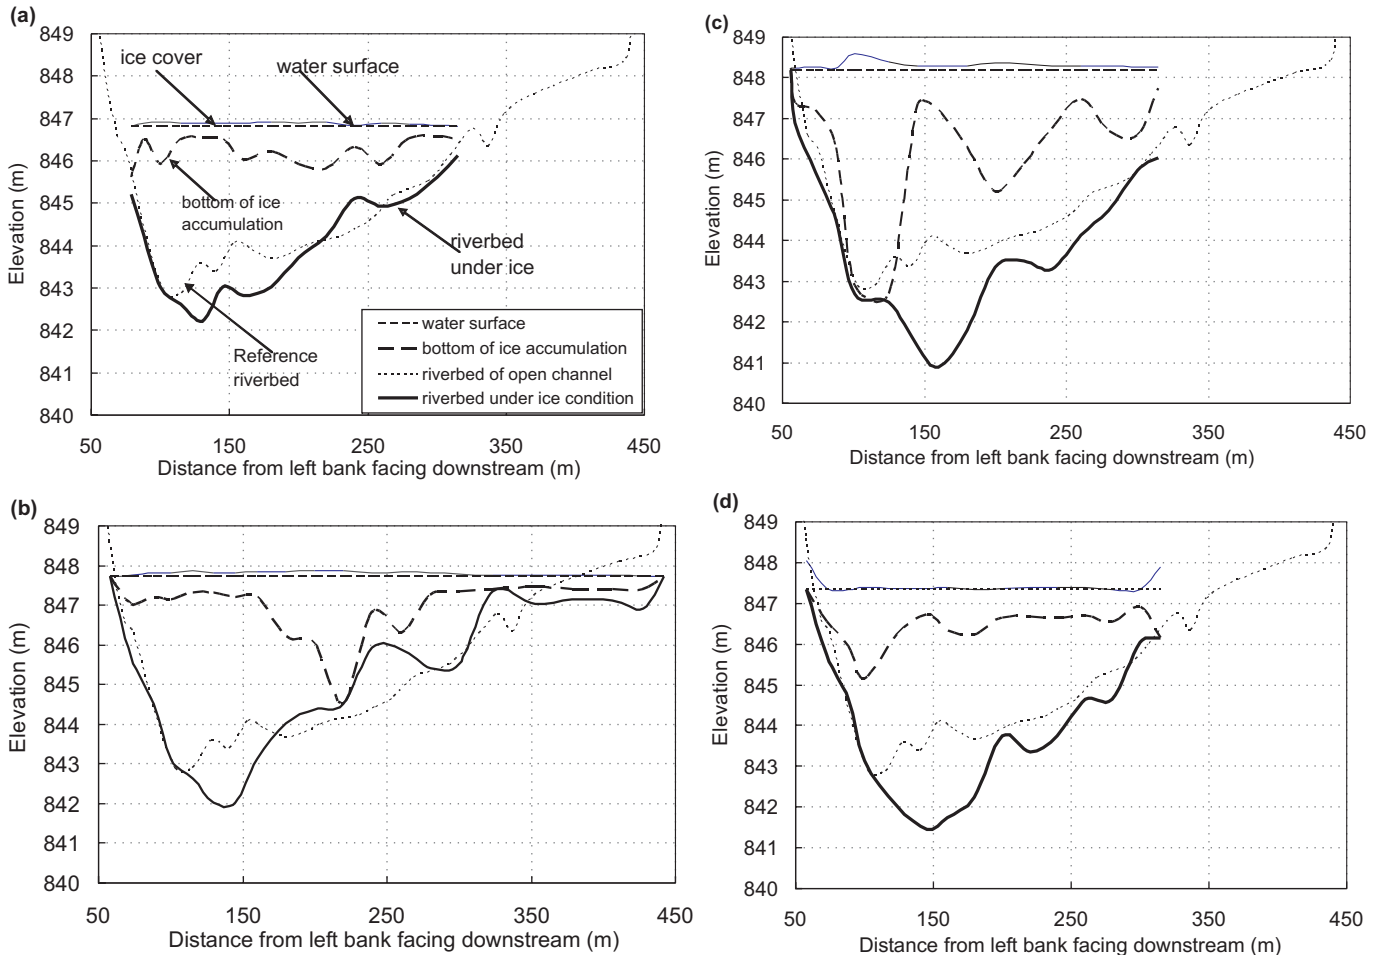 (a)
849
848
847
846
845
844
843
842
841
840
Elevation (m)
ice cover
water surface
bottom of ice
accumulation
riverbed
under ice
Reference
riverbed
water surface
bottom of ice accumulation
riverbed of open channel
riverbed under ice condition
50 150 250 350 450
Distance from left bank facing downstream (m)
(c)
849
848
847
846
845
844
843
842
841
840
Elevation (m)
50 150 250 350 450
Distance from left bank facing downstream (m)
(b)
849
848
847
846
845
844
843
842
841
840
Elevation (m)
50 150 250 350 450
Distance from left bank facing downstream (m)
(d)
849
848
847
846
845
844
843
842
841
840
Elevation (m)
50 150 250 350 450
Distance from left bank facing downstream (m)